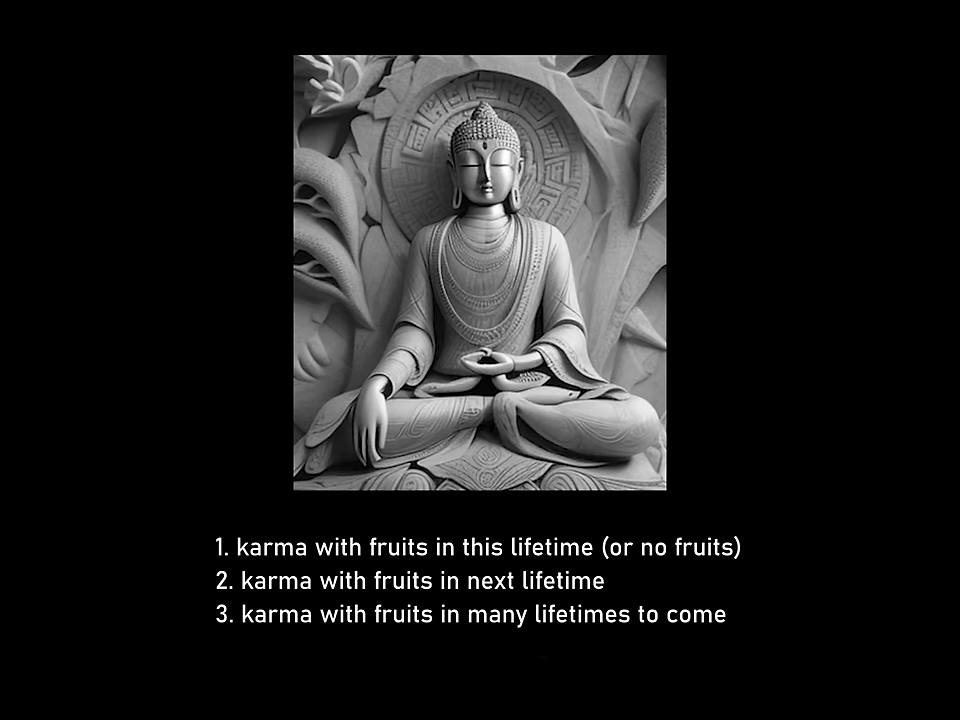 1. karma with fruits in this lifetime (or no fruits)
2. karma with fruits in next lifetime
3. karma with fruits in many lifetimes to come